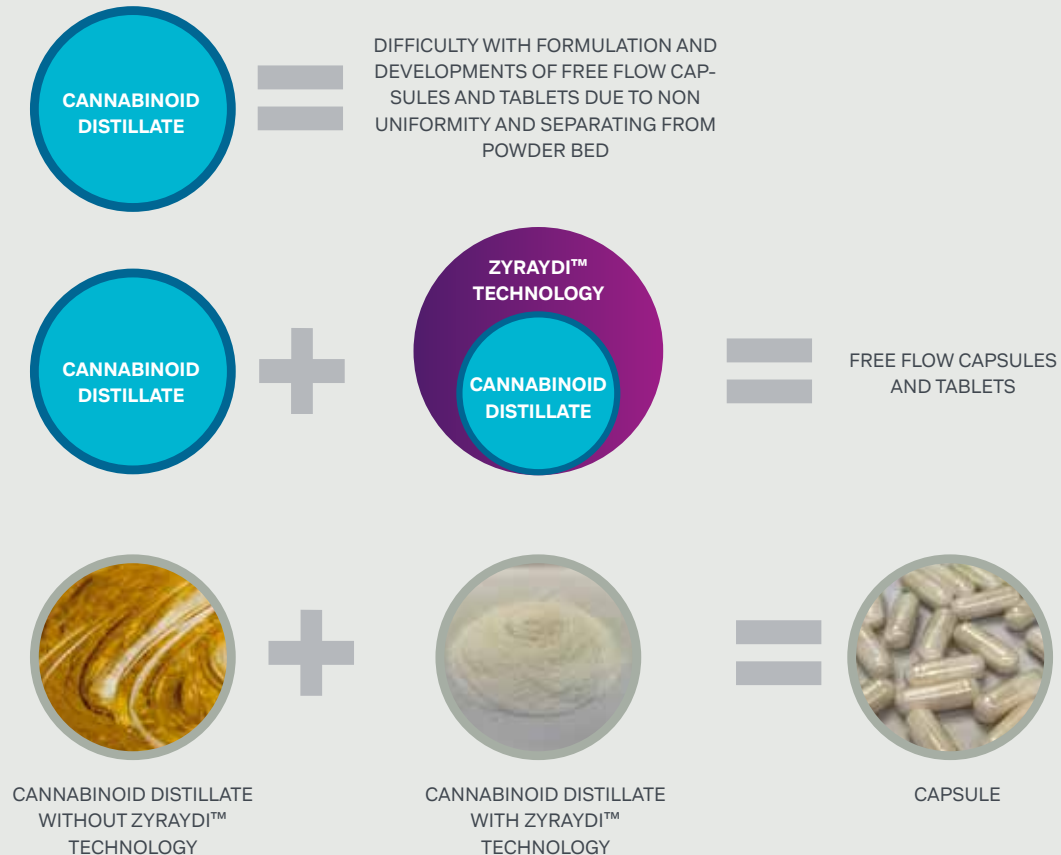 CANNABINOID
DISTILLATE
DIFFICULTY WITH FORMULATION AND
DEVELOPMENTS OF FREE FLOW CAP-
SULES AND TABLETS DUE TO NON
UNIFORMITY AND SEPARATING FROM
POWDER BED
CANNABINOID
DISTILLATE
ZYRAYDI™
TECHNOLOGY
CANNABINOID
DISTILLATE
FREE FLOW CAPSULES
AND TABLETS
CANNABINOID DISTILLATE
WITHOUT ZYRAYDI™
TECHNOLOGY
CANNABINOID DISTILLATE
WITH ZYRAYDI™
TECHNOLOGY
CAPSULE